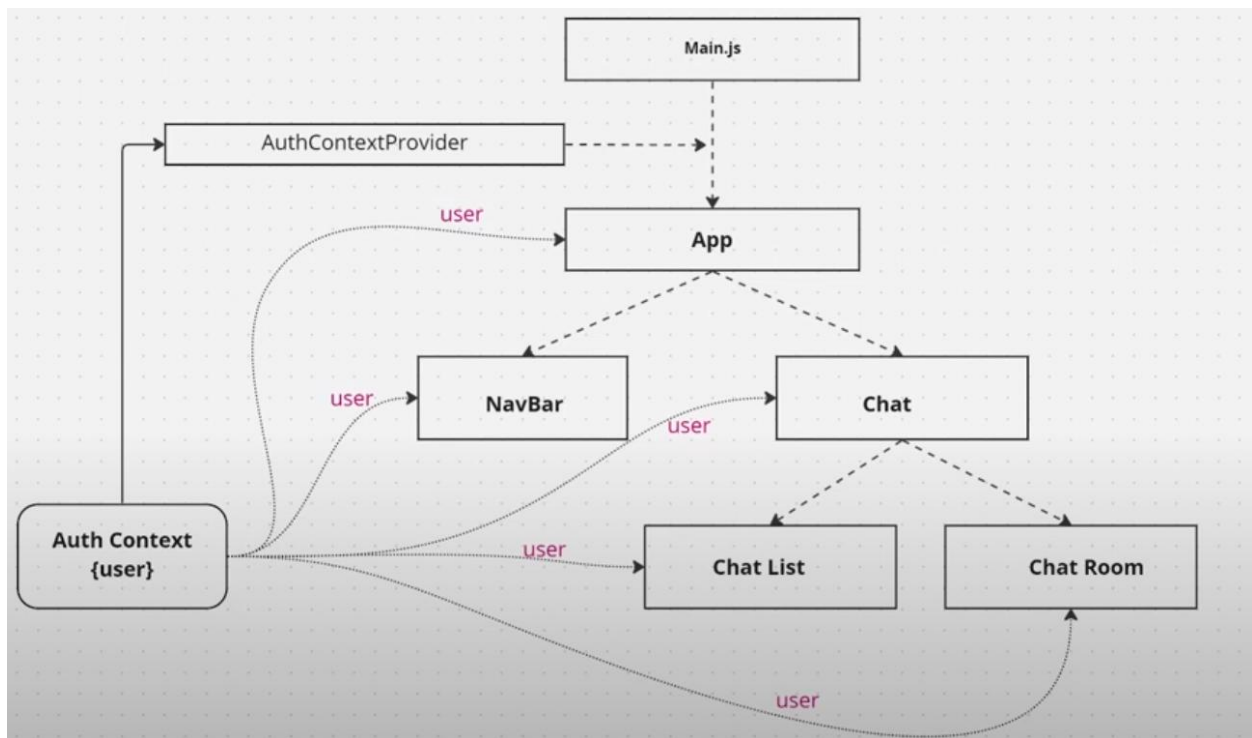 Main.js
AuthContextProvider
user
App
user
NavBar
Chat
user
Auth Context
{user}
user
Chat List
Chat Room
user